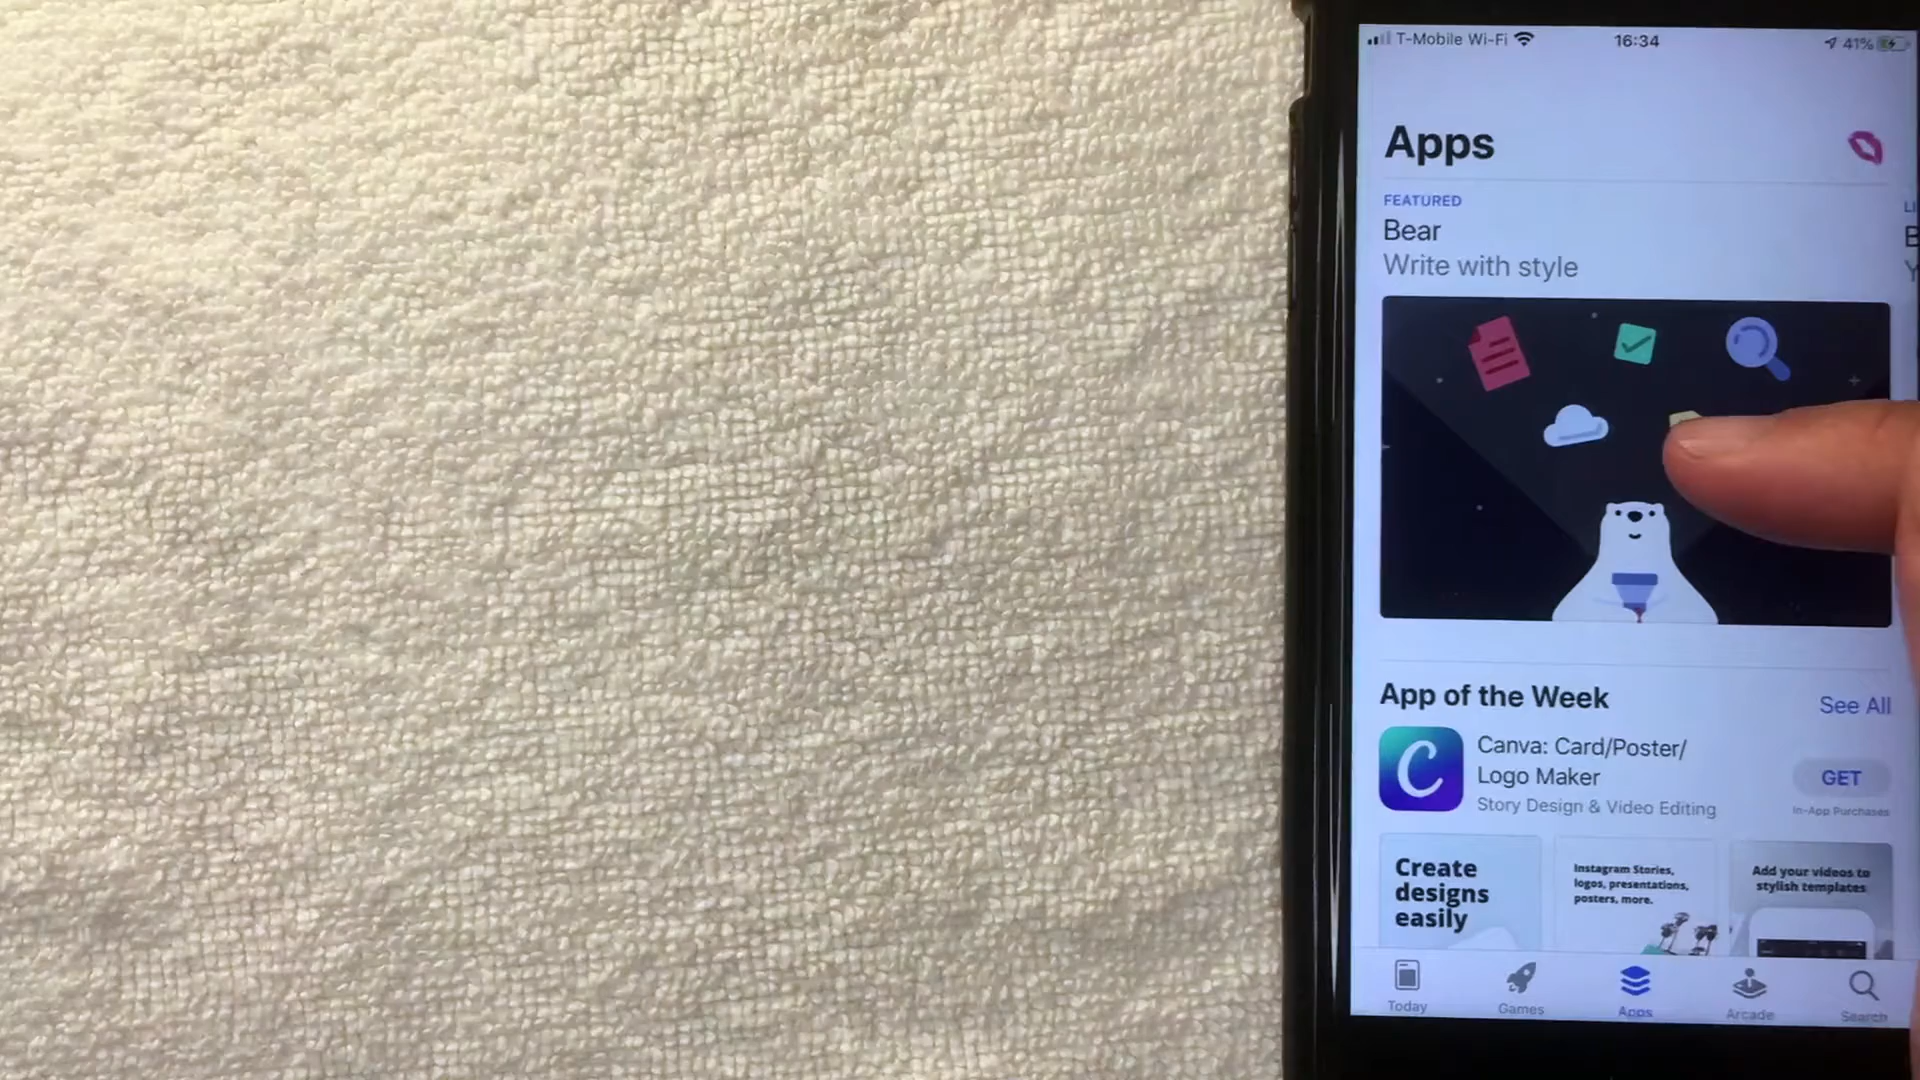 T-Mobile Wi-Fi 16:34 41%
Apps
FEATURED
Bear
Write with style
App of the Week See All
Canva: Card/Poster/
Logo Maker
Story Design & Video Editing
GET
In-App Purchases
Create
designs
easily
Instagram Stories,
logos, presentations,
posters, more.
Add your videos to
stylish templates
Today Games Apps Arcade Search